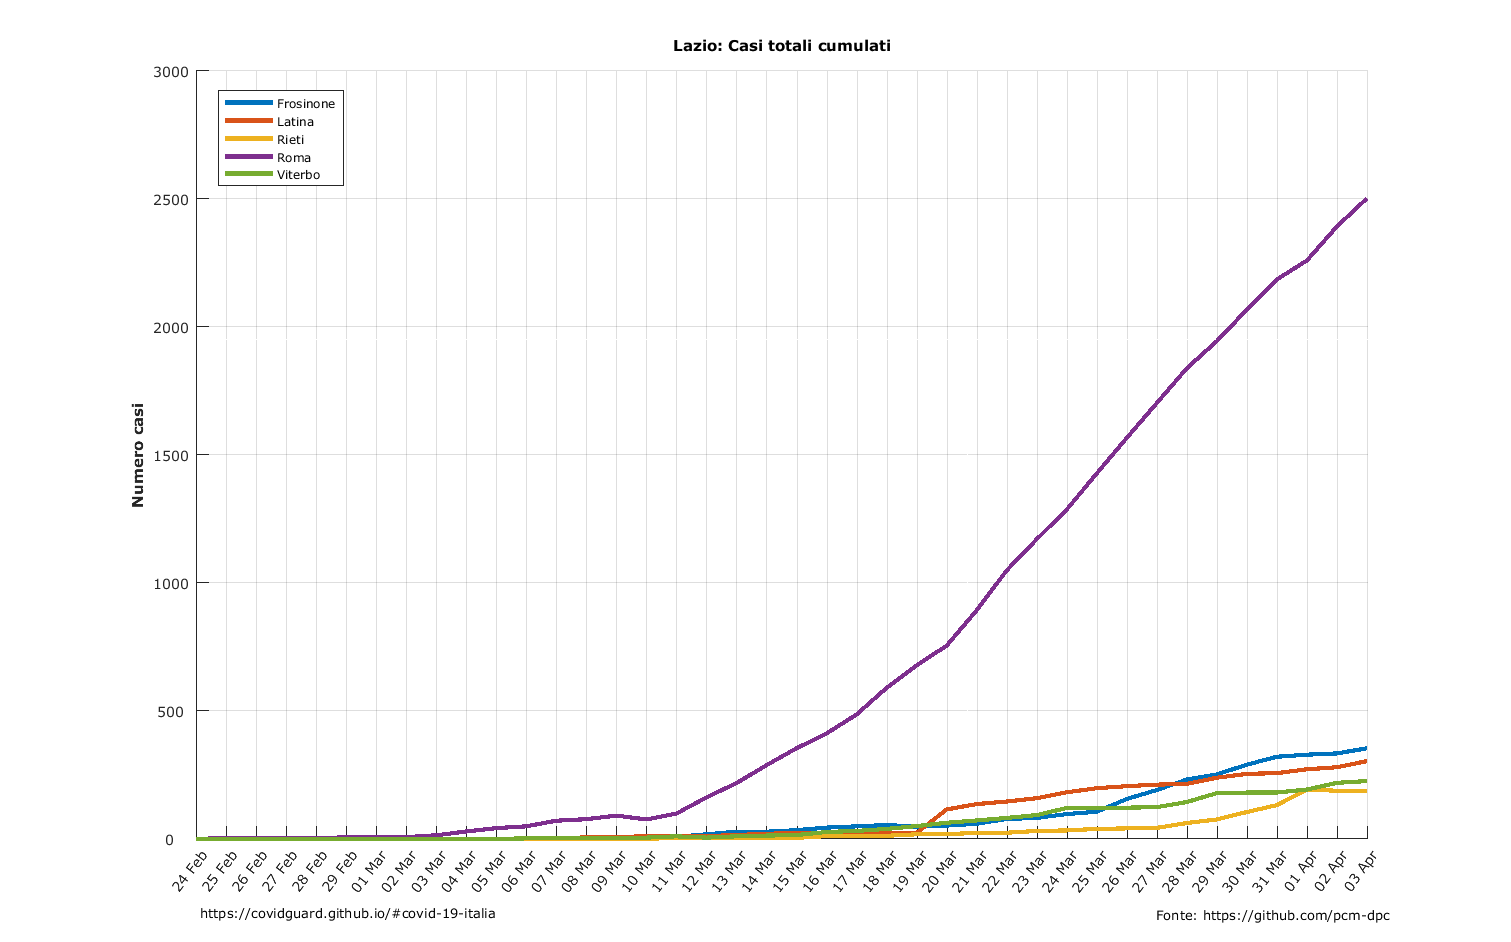 Lazio: Casi totali cumulati
3000
2500
2000
1500
1000
500
0
Numero casi
Frosinone
Latina
Rieti
Roma
Viterbo
24 Feb
25 Feb
26 Feb
27 Feb
28 Feb
29 Feb
01 Mar
02 Mar
03 Mar
04 Mar
05 Mar
06 Mar
07 Mar
08 Mar
09 Mar
10 Mar
11 Mar
12 Mar
13 Mar
14 Mar
15 Mar
16 Mar
17 Mar
18 Mar
19 Mar
20 Mar
21 Mar
22 Mar
23 Mar
24 Mar
25 Mar
26 Mar
27 Mar
28 Mar
29 Mar
30 Mar
31 Mar
01 Apr
02 Apr
03 Apr
https://covidguard.github.io/#covid-19-italia
Fonte: https://github.com/pcm-dpc